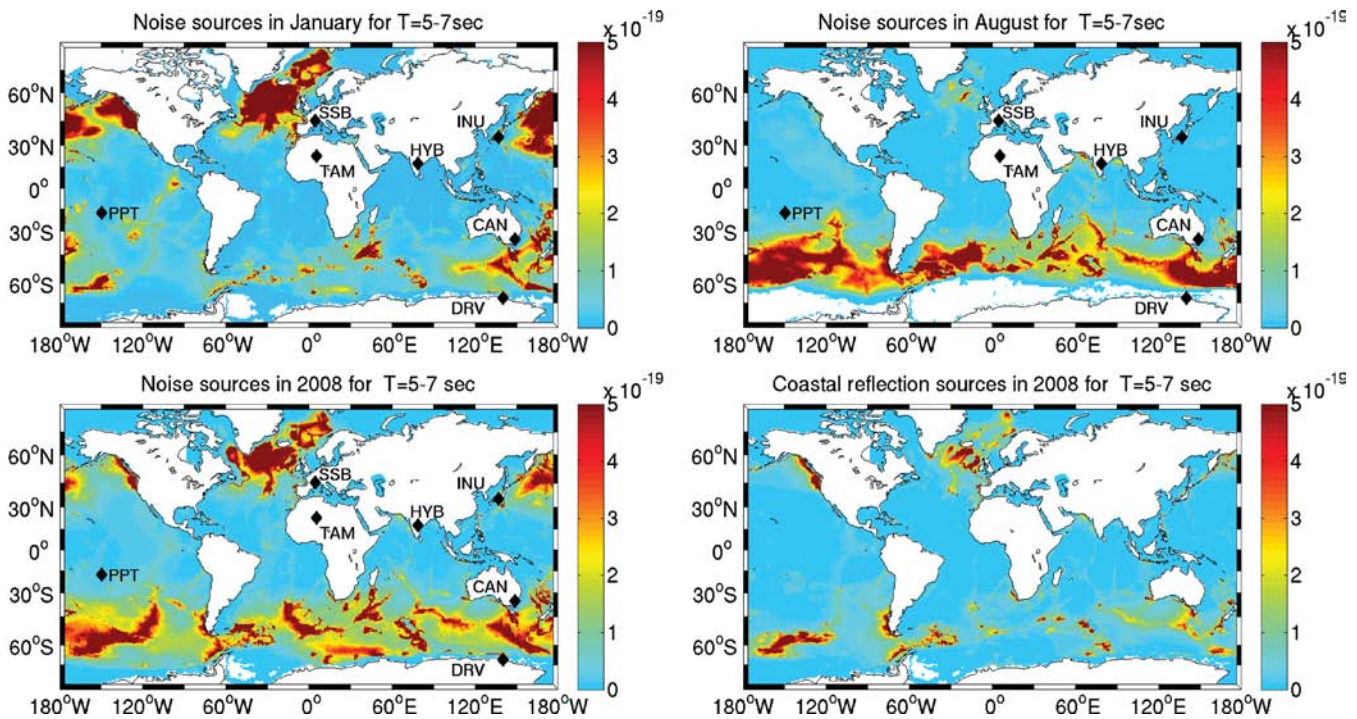 Noise sources in January for T=5-7sec
x 10-19
60°N
30°N
0°
30°S
60°S
180°W 120°W 60°W 0° 60°E 120°E 180°W
SSB
TAM
HYB
INU
PPT
CAN
DRV
5
4
3
2
1
0
Noise sources in August for T=5-7sec
x 10-19
60°N
30°N
0°
30°S
60°S
180°W 120°W 60°W 0° 60°E 120°E 180°W
SSB
TAM
HYB
INU
PPT
CAN
DRV
5
4
3
2
1
0
Noise sources in 2008 for T=5-7 sec
x 10-19
60°N
30°N
0°
30°S
60°S
180°W 120°W 60°W 0° 60°E 120°E 180°W
SSB
TAM
HYB
INU
PPT
CAN
DRV
5
4
3
2
1
0
Coastal reflection sources in 2008 for T=5-7 sec
x 10-19
60°N
30°N
0°
30°S
60°S
180°W 120°W 60°W 0° 60°E 120°E 180°W
5
4
3
2
1
0